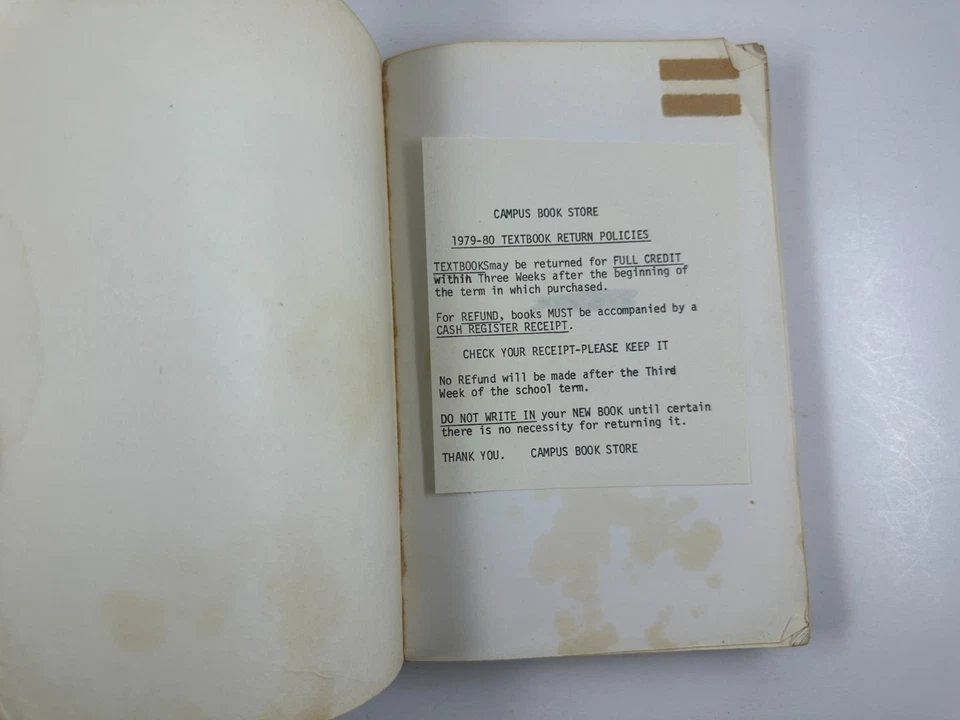 CAMPUS BOOK STORE
1979-80 TEXTBOOK RETURN POLICIES
TEXTBOOKSmay be returned for FULL CREDIT
within Three Weeks after the beginning of
the term in which purchased.
For REFUND, books MUST be accompanied by a
CASH REGISTER RECEIPT.
CHECK YOUR RECEIPT-PLEASE KEEP IT
No REfund will be made after the Third
Week of the school term.
DO NOT WRITE IN your NEW BOOK until certain
there is no necessity for returning it.
THANK YOU. CAMPUS BOOK STORE